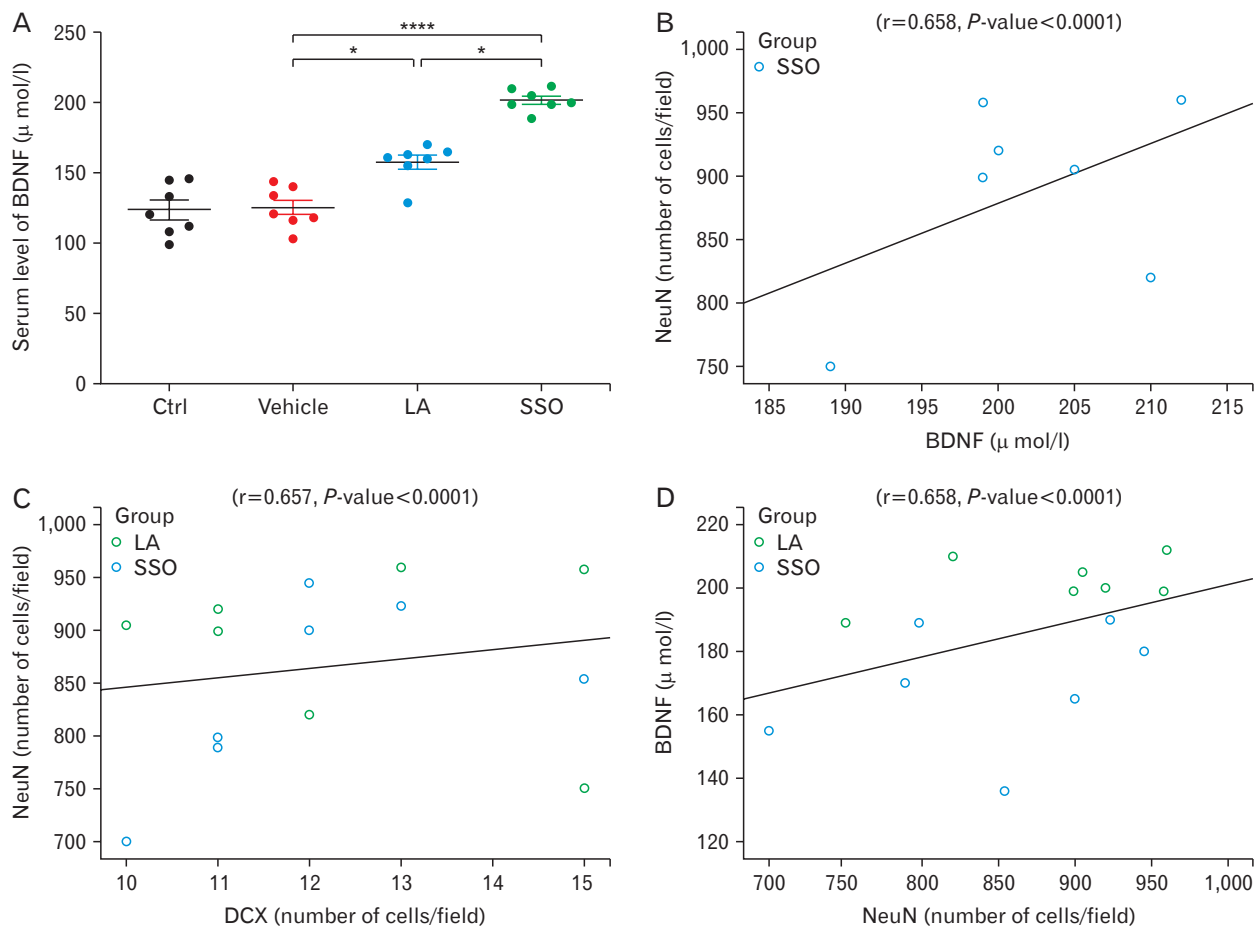 A
Serum level of BDNF (μ mol/l)
250
200
150
100
50
0
****
*
*
Ctrl
Vehicle
LA
SSO
B
(r=0.658, P-value<0.0001)
Group
SSO
NeuN (number of cells/field)
1,000
950
900
850
800
750
185
190
195
200
205
210
215
BDNF (μ mol/l)
C
(r=0.657, P-value<0.0001)
Group
LA
SSO
NeuN (number of cells/field)
1,000
950
900
850
800
750
700
10
11
12
13
14
15
DCX (number of cells/field)
D
(r=0.658, P-value<0.0001)
Group
LA
SSO
BDNF (μ mol/l)
220
200
180
160
140
120
700
750
800
850
900
950
1,000
NeuN (number of cells/field)